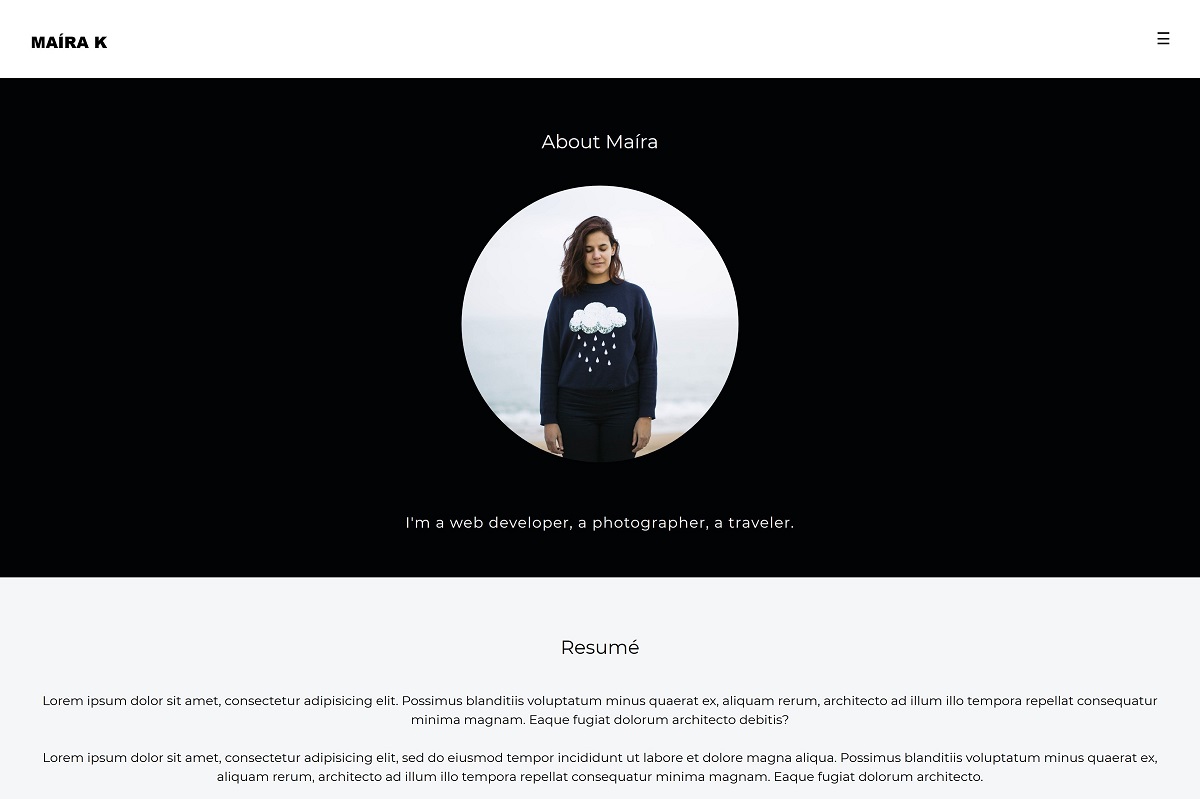 MAÍRA K
☰
About Maíra
I'm a web developer, a photographer, a traveler.
Resumé
Lorem ipsum dolor sit amet, consectetur adipisicing elit. Possimus blanditiis voluptatum minus quaerat ex, aliquam rerum, architecto ad illum illo tempora repellat consequatur
minima magnam. Eaque fugiat dolorum architecto debitis?
Lorem ipsum dolor sit amet, consectetur adipisicing elit, sed do eiusmod tempor incididunt ut labore et dolore magna aliqua. Possimus blanditiis voluptatum minus quaerat ex,
aliquam rerum, architecto ad illum illo tempora repellat consequatur minima magnam. Eaque fugiat dolorum architecto.